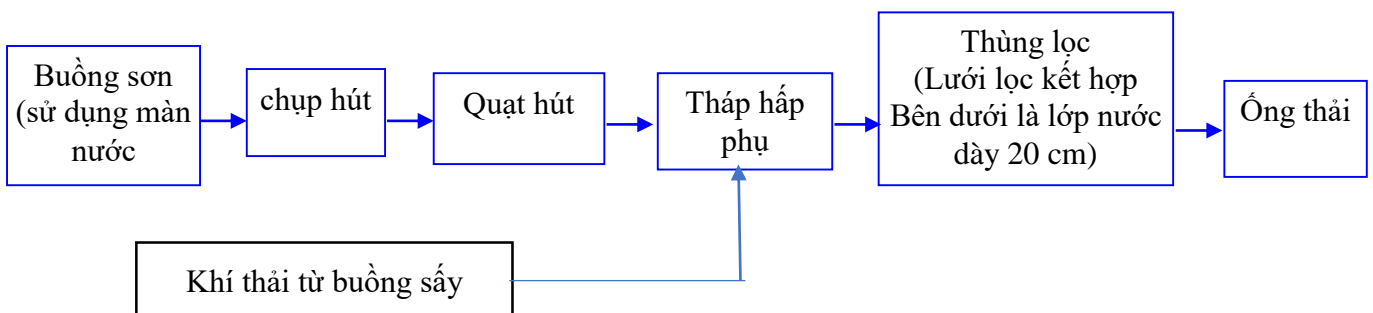 Buồng sơn
(sử dụng màn
nước
chụp hút
Quạt hút
Tháp hấp
phụ
Thùng lọc
(Lưới lọc kết hợp
Bên dưới là lớp nước
dày 20 cm)
Ống thải
Khí thải từ buồng sấy